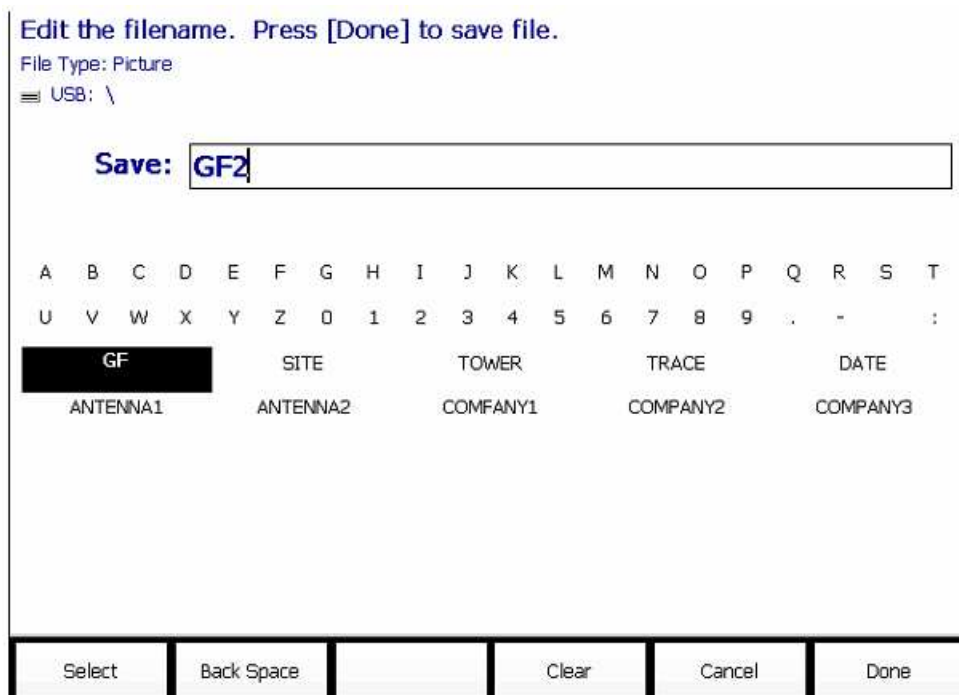 Edit the filename. Press [Done] to save file.
File Type: Picture
USB: \
Save: GF2
A B C D E F G H I J K L M N O P Q R S T
U V W X Y Z 0 1 2 3 4 5 6 7 8 9 . - :
GF SITE TOWER TRACE DATE
ANTENNA1 ANTENNA2 COMFANY1 COMPANY2 COMPANY3
Select Back Space Clear Cancel Done